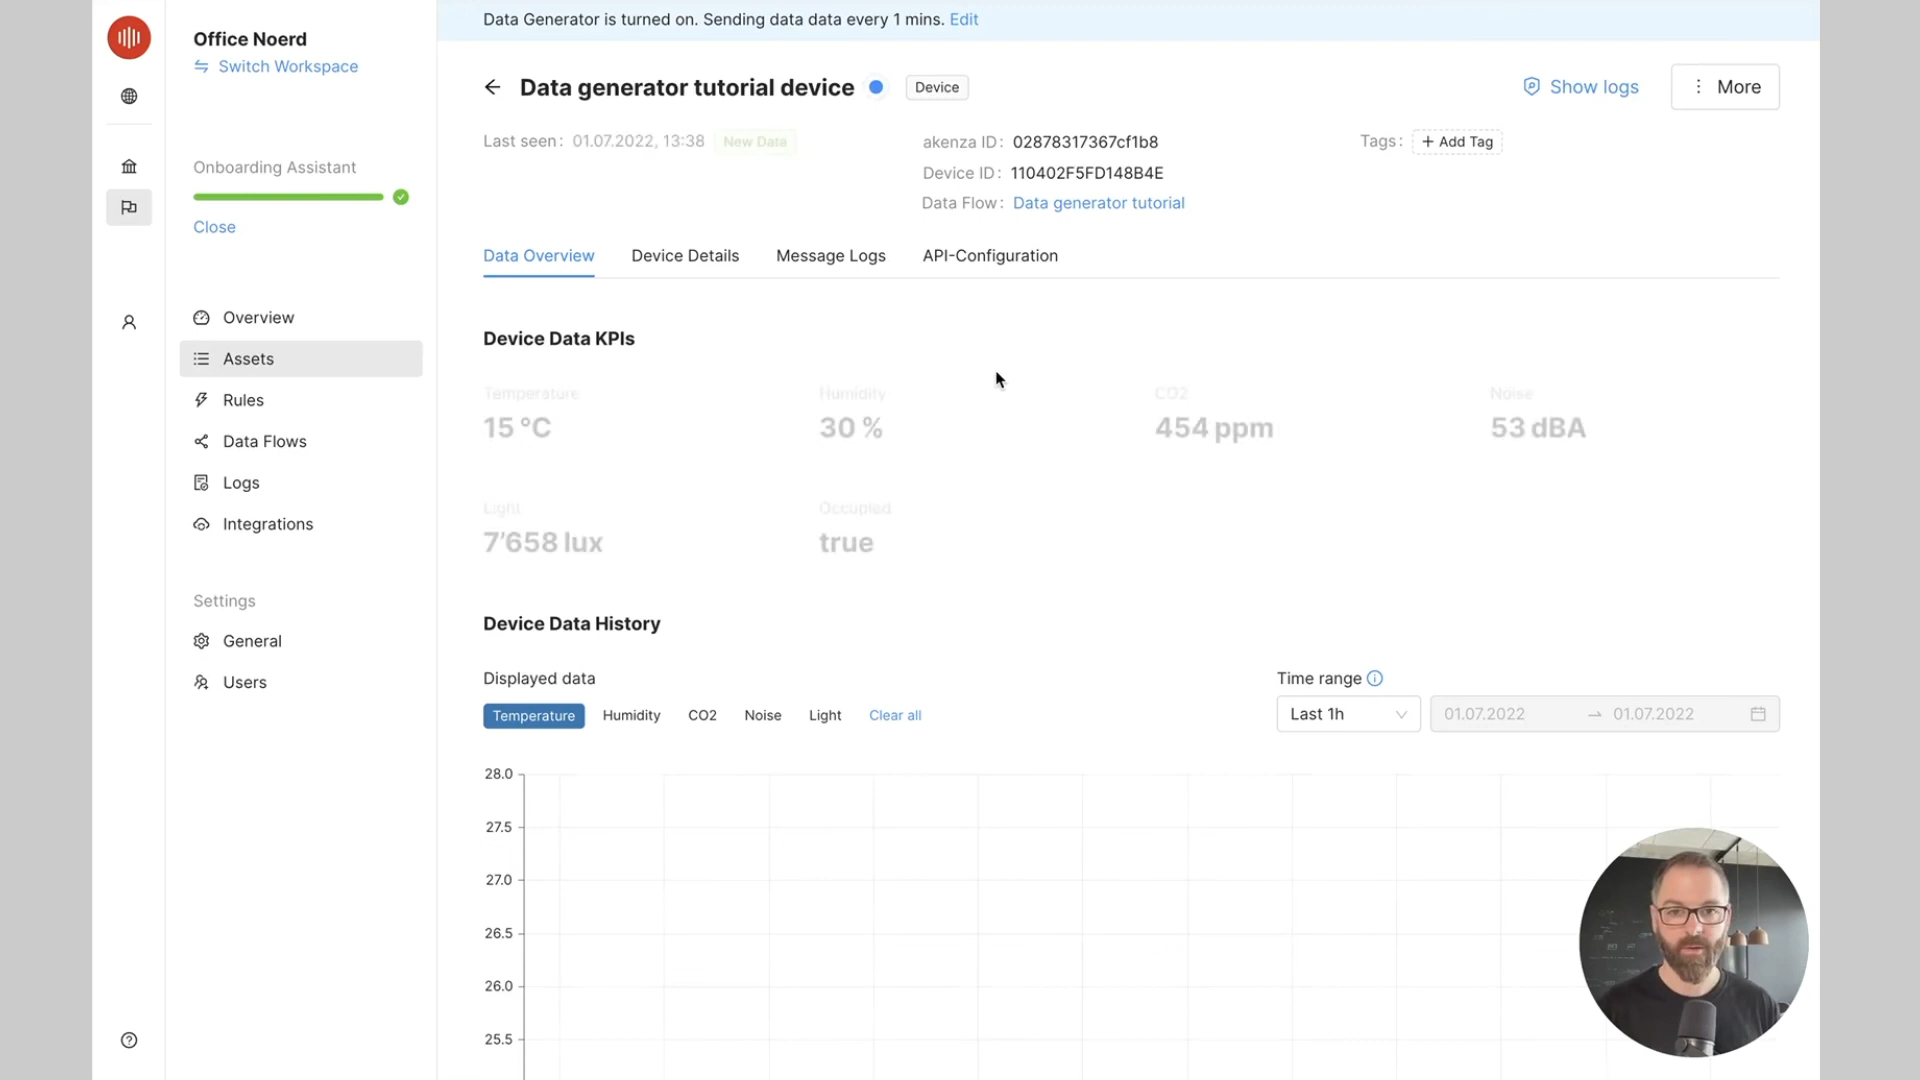 Data Generator is turned on. Sending data data every 1 mins. Edit
Office Noerd
Switch Workspace
Onboarding Assistant
Close
Overview
Assets
Rules
Data Flows
Logs
Integrations
Settings
General
Users
Data generator tutorial device
Device
Show logs
More
Last seen: 01.07.2022, 13:38 New Data
akenza ID: 02878317367cf1b8
Device ID: 110402F5FD148B4E
Data Flow: Data generator tutorial
Tags: + Add Tag
Data Overview Device Details Message Logs API-Configuration
Device Data KPIs
Temperature
15 °C
Humidity
30 %
CO2
454 ppm
Noise
53 dBA
Light
7’658 lux
Occupied
true
Device Data History
Displayed data
Temperature Humidity CO2 Noise Light Clear all
Time range
Last 1h
01.07.2022 → 01.07.2022
28.0
27.5
27.0
26.5
26.0
25.5